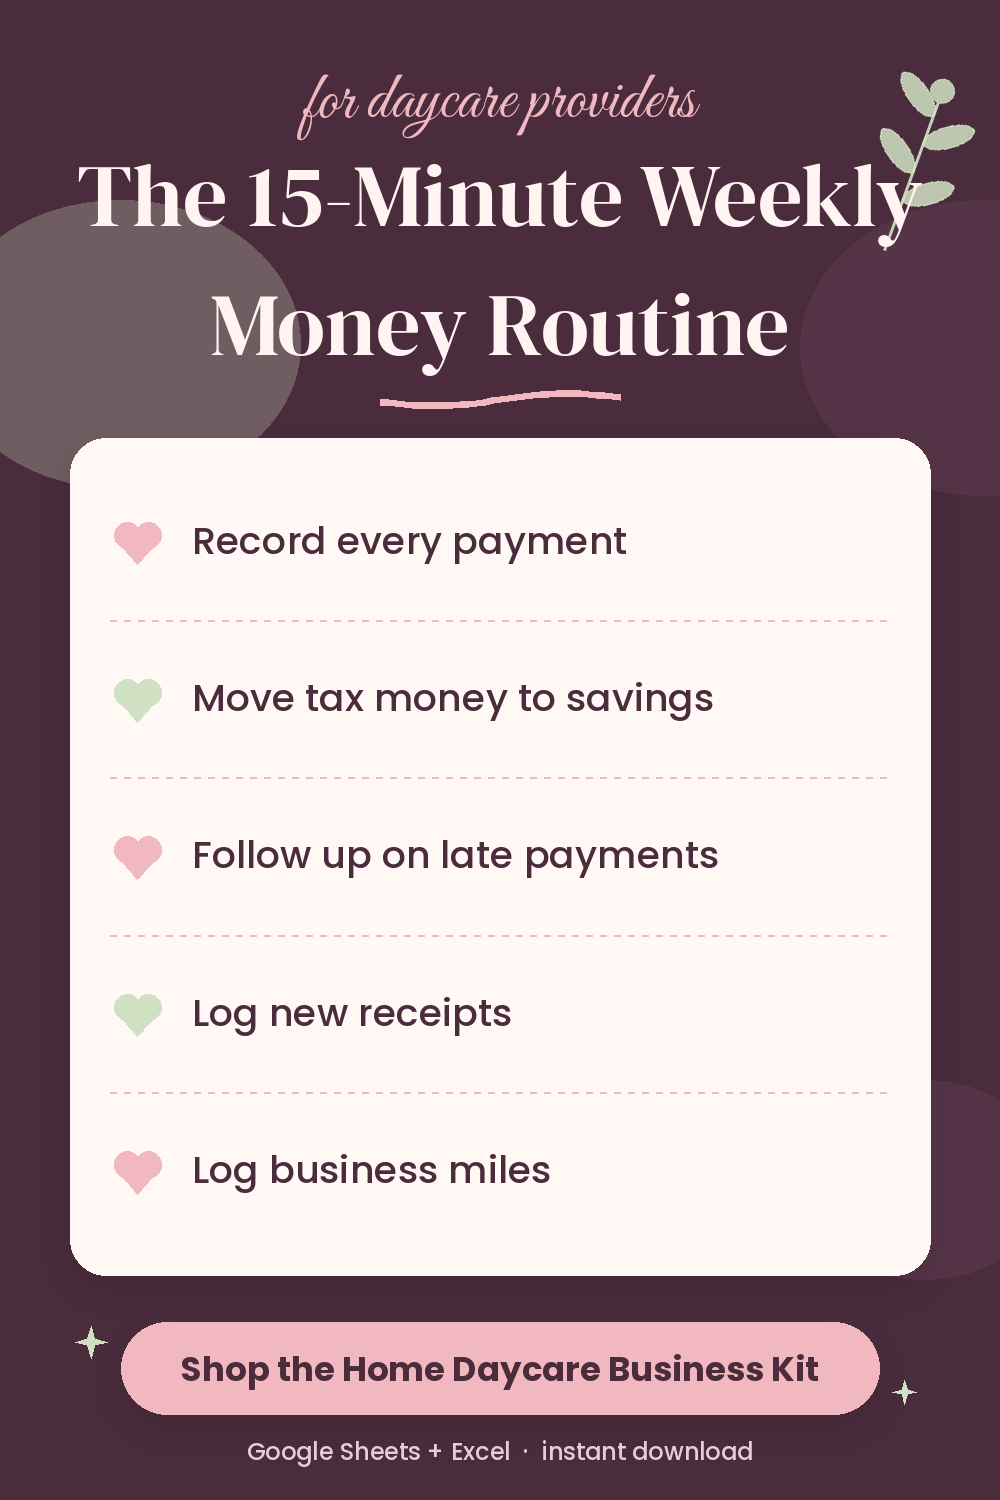 for daycare providers
The 15-Minute Weekly
Money Routine
Record every payment
Move tax money to savings
Follow up on late payments
Log new receipts
Log business miles
Shop the Home Daycare Business Kit
Google Sheets + Excel · instant download